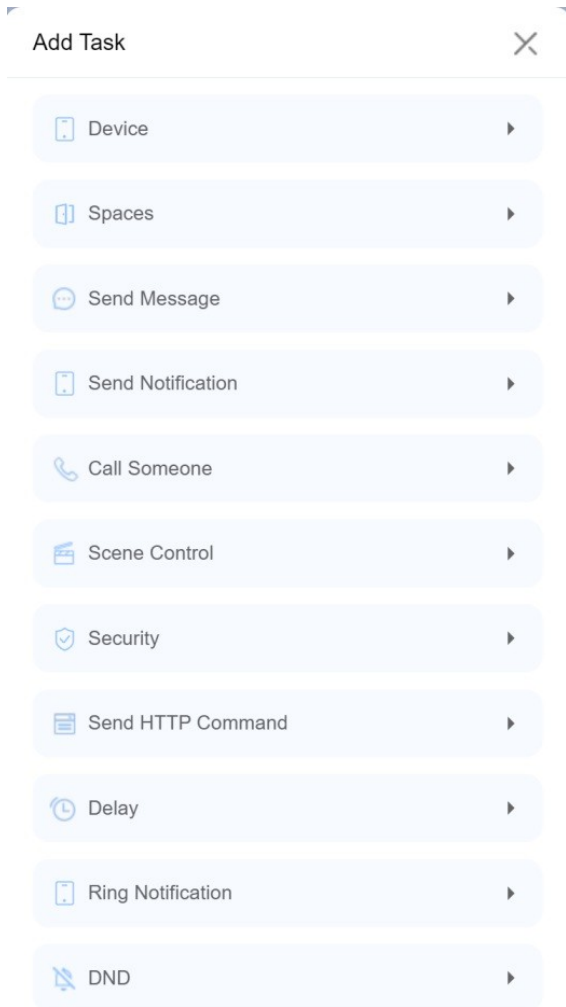 Add Task
Device
Spaces
Send Message
Send Notification
Call Someone
Scene Control
Security
Send HTTP Command
Delay
Ring Notification
DND